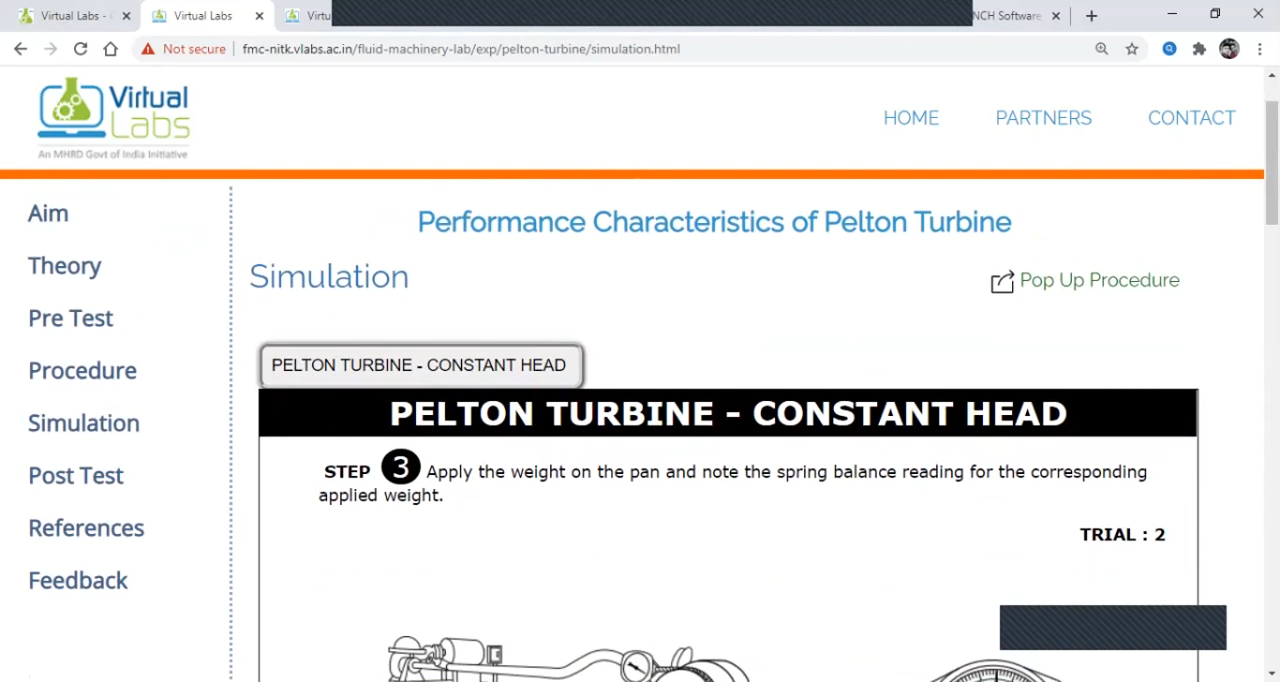 Virtual Labs -
Virtual Labs
Virtu
NCH Software
Not secure
fmc-nitk.vlabs.ac.in/fluid-machinery-lab/exp/pelton-turbine/simulation.html
Virtual
Labs
An MHRD Govt of India Initiative
HOME
PARTNERS
CONTACT
Aim
Theory
Pre Test
Procedure
Simulation
Post Test
References
Feedback
Performance Characteristics of Pelton Turbine
Simulation
Pop Up Procedure
PELTON TURBINE - CONSTANT HEAD
PELTON TURBINE - CONSTANT HEAD
STEP 3 Apply the weight on the pan and note the spring balance reading for the corresponding
applied weight.
TRIAL : 2